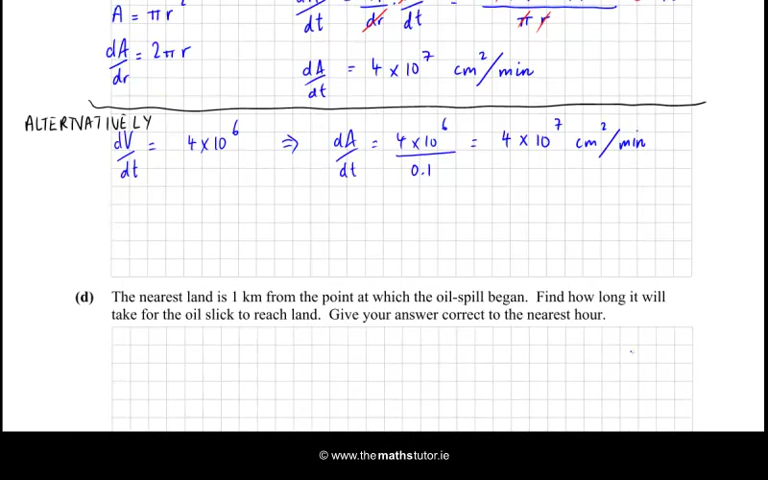 A = πr²
dA/dr = 2πr
dA/dt = 4 × 10⁷ cm²/min
ALTERNATIVELY
dV/dt = 4 × 10⁶ ⇒ dA/dt = 4 × 10⁶/0.1 = 4 × 10⁷ cm²/min
(d) The nearest land is 1 km from the point at which the oil-spill began. Find how long it will
take for the oil slick to reach land. Give your answer correct to the nearest hour.
© www.themathstutor.ie